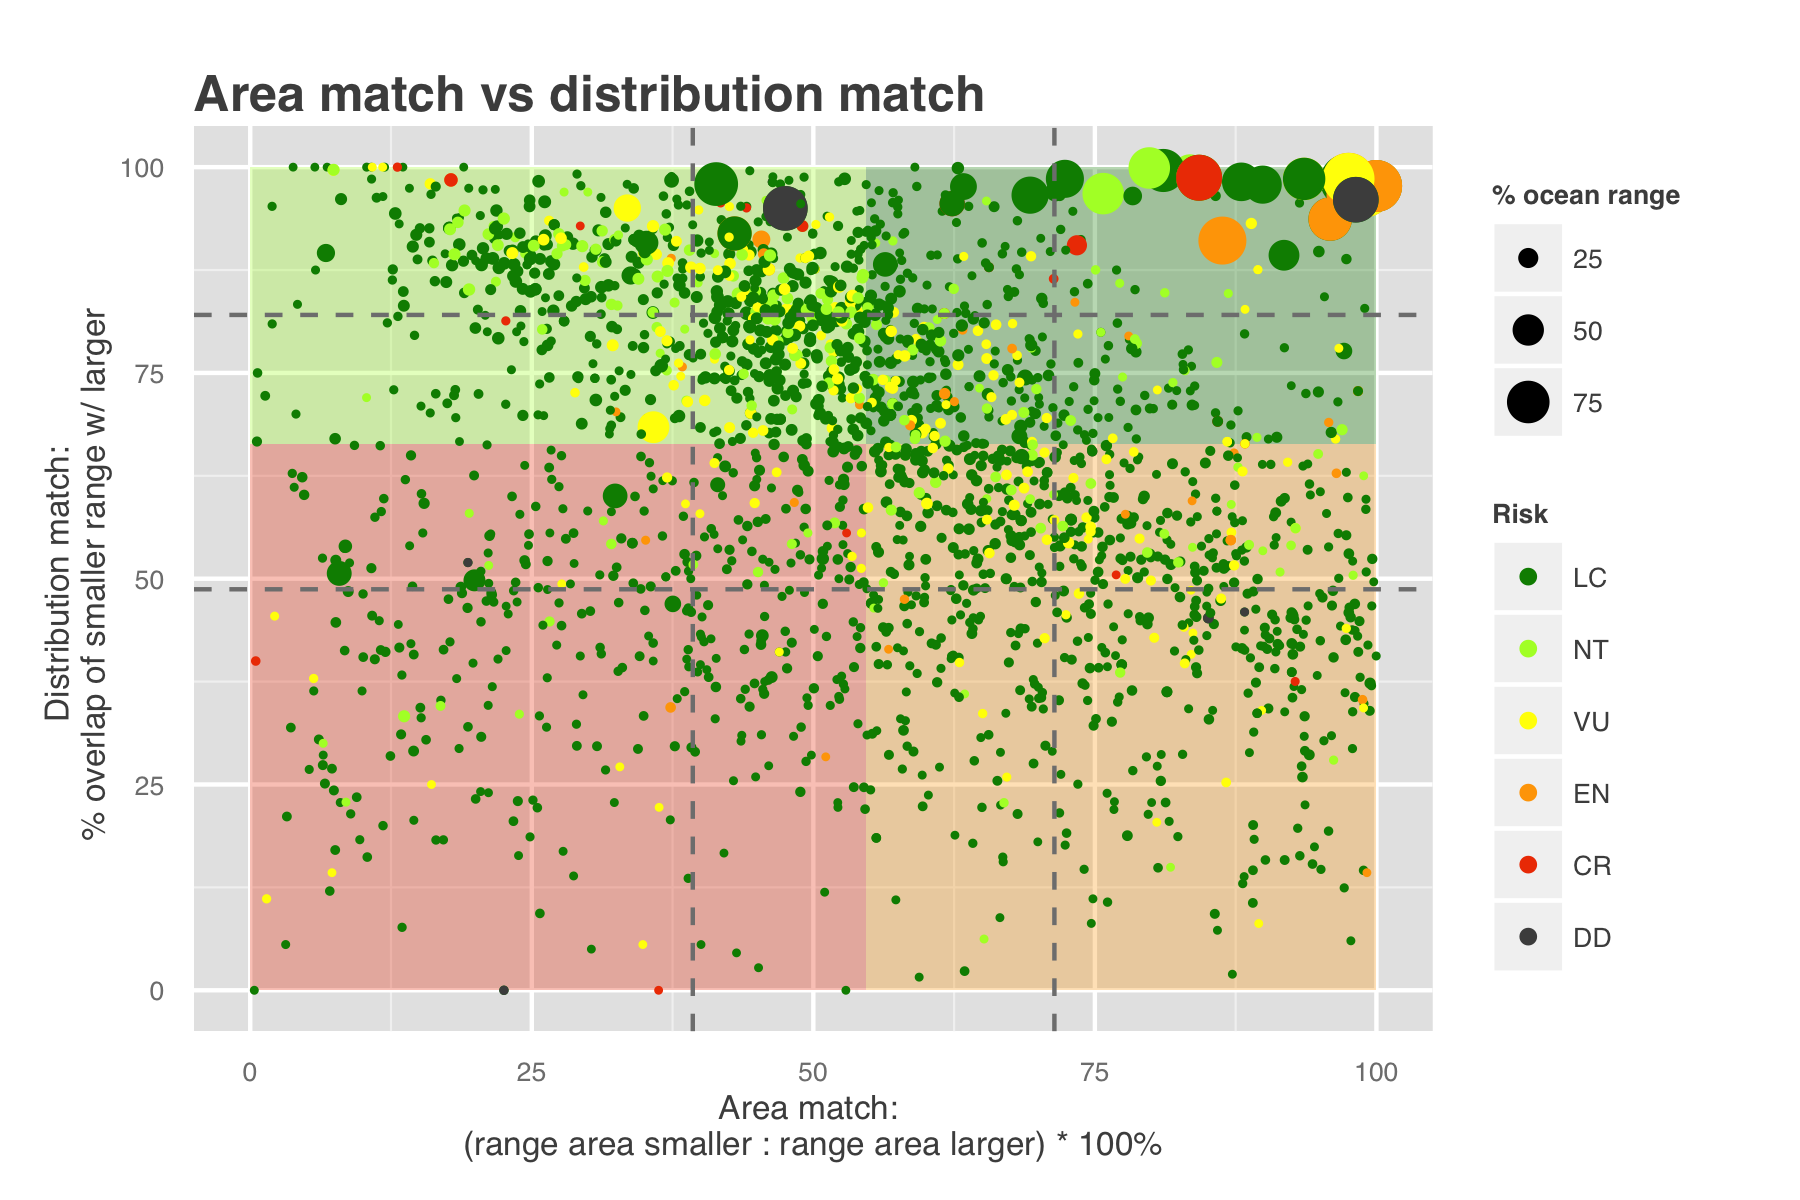 Area match vs distribution match
Distribution match:
% overlap of smaller range w/ larger
100
75
50
25
0
0
25
50
75
100
Area match:
(range area smaller : range area larger) * 100%
% ocean range
25
50
75
Risk
LC
NT
VU
EN
CR
DD